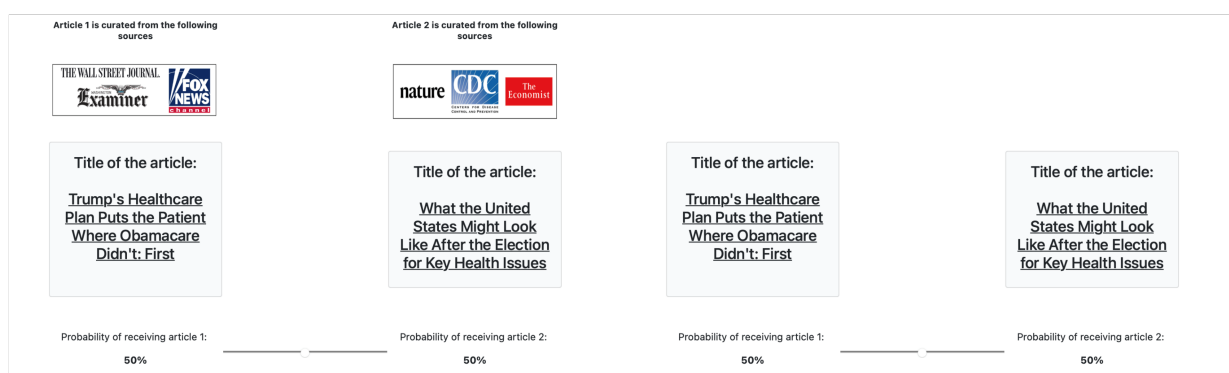 Article 1 is curated from the following
sources
Article 2 is curated from the following
sources
THE WALL STREET JOURNAL.
WASHINGTON
Examiner
FOX
NEWS
channel
nature
CDC
CENTERS FOR DISEASE
CONTROL AND PREVENTION
The
Economist
Title of the article:
Trump's Healthcare
Plan Puts the Patient
Where Obamacare
Didn't: First
Title of the article:
What the United
States Might Look
Like After the Election
for Key Health Issues
Title of the article:
Trump's Healthcare
Plan Puts the Patient
Where Obamacare
Didn't: First
Title of the article:
What the United
States Might Look
Like After the Election
for Key Health Issues
Probability of receiving article 1:
50%
Probability of receiving article 2:
50%
Probability of receiving article 1:
50%
Probability of receiving article 2:
50%